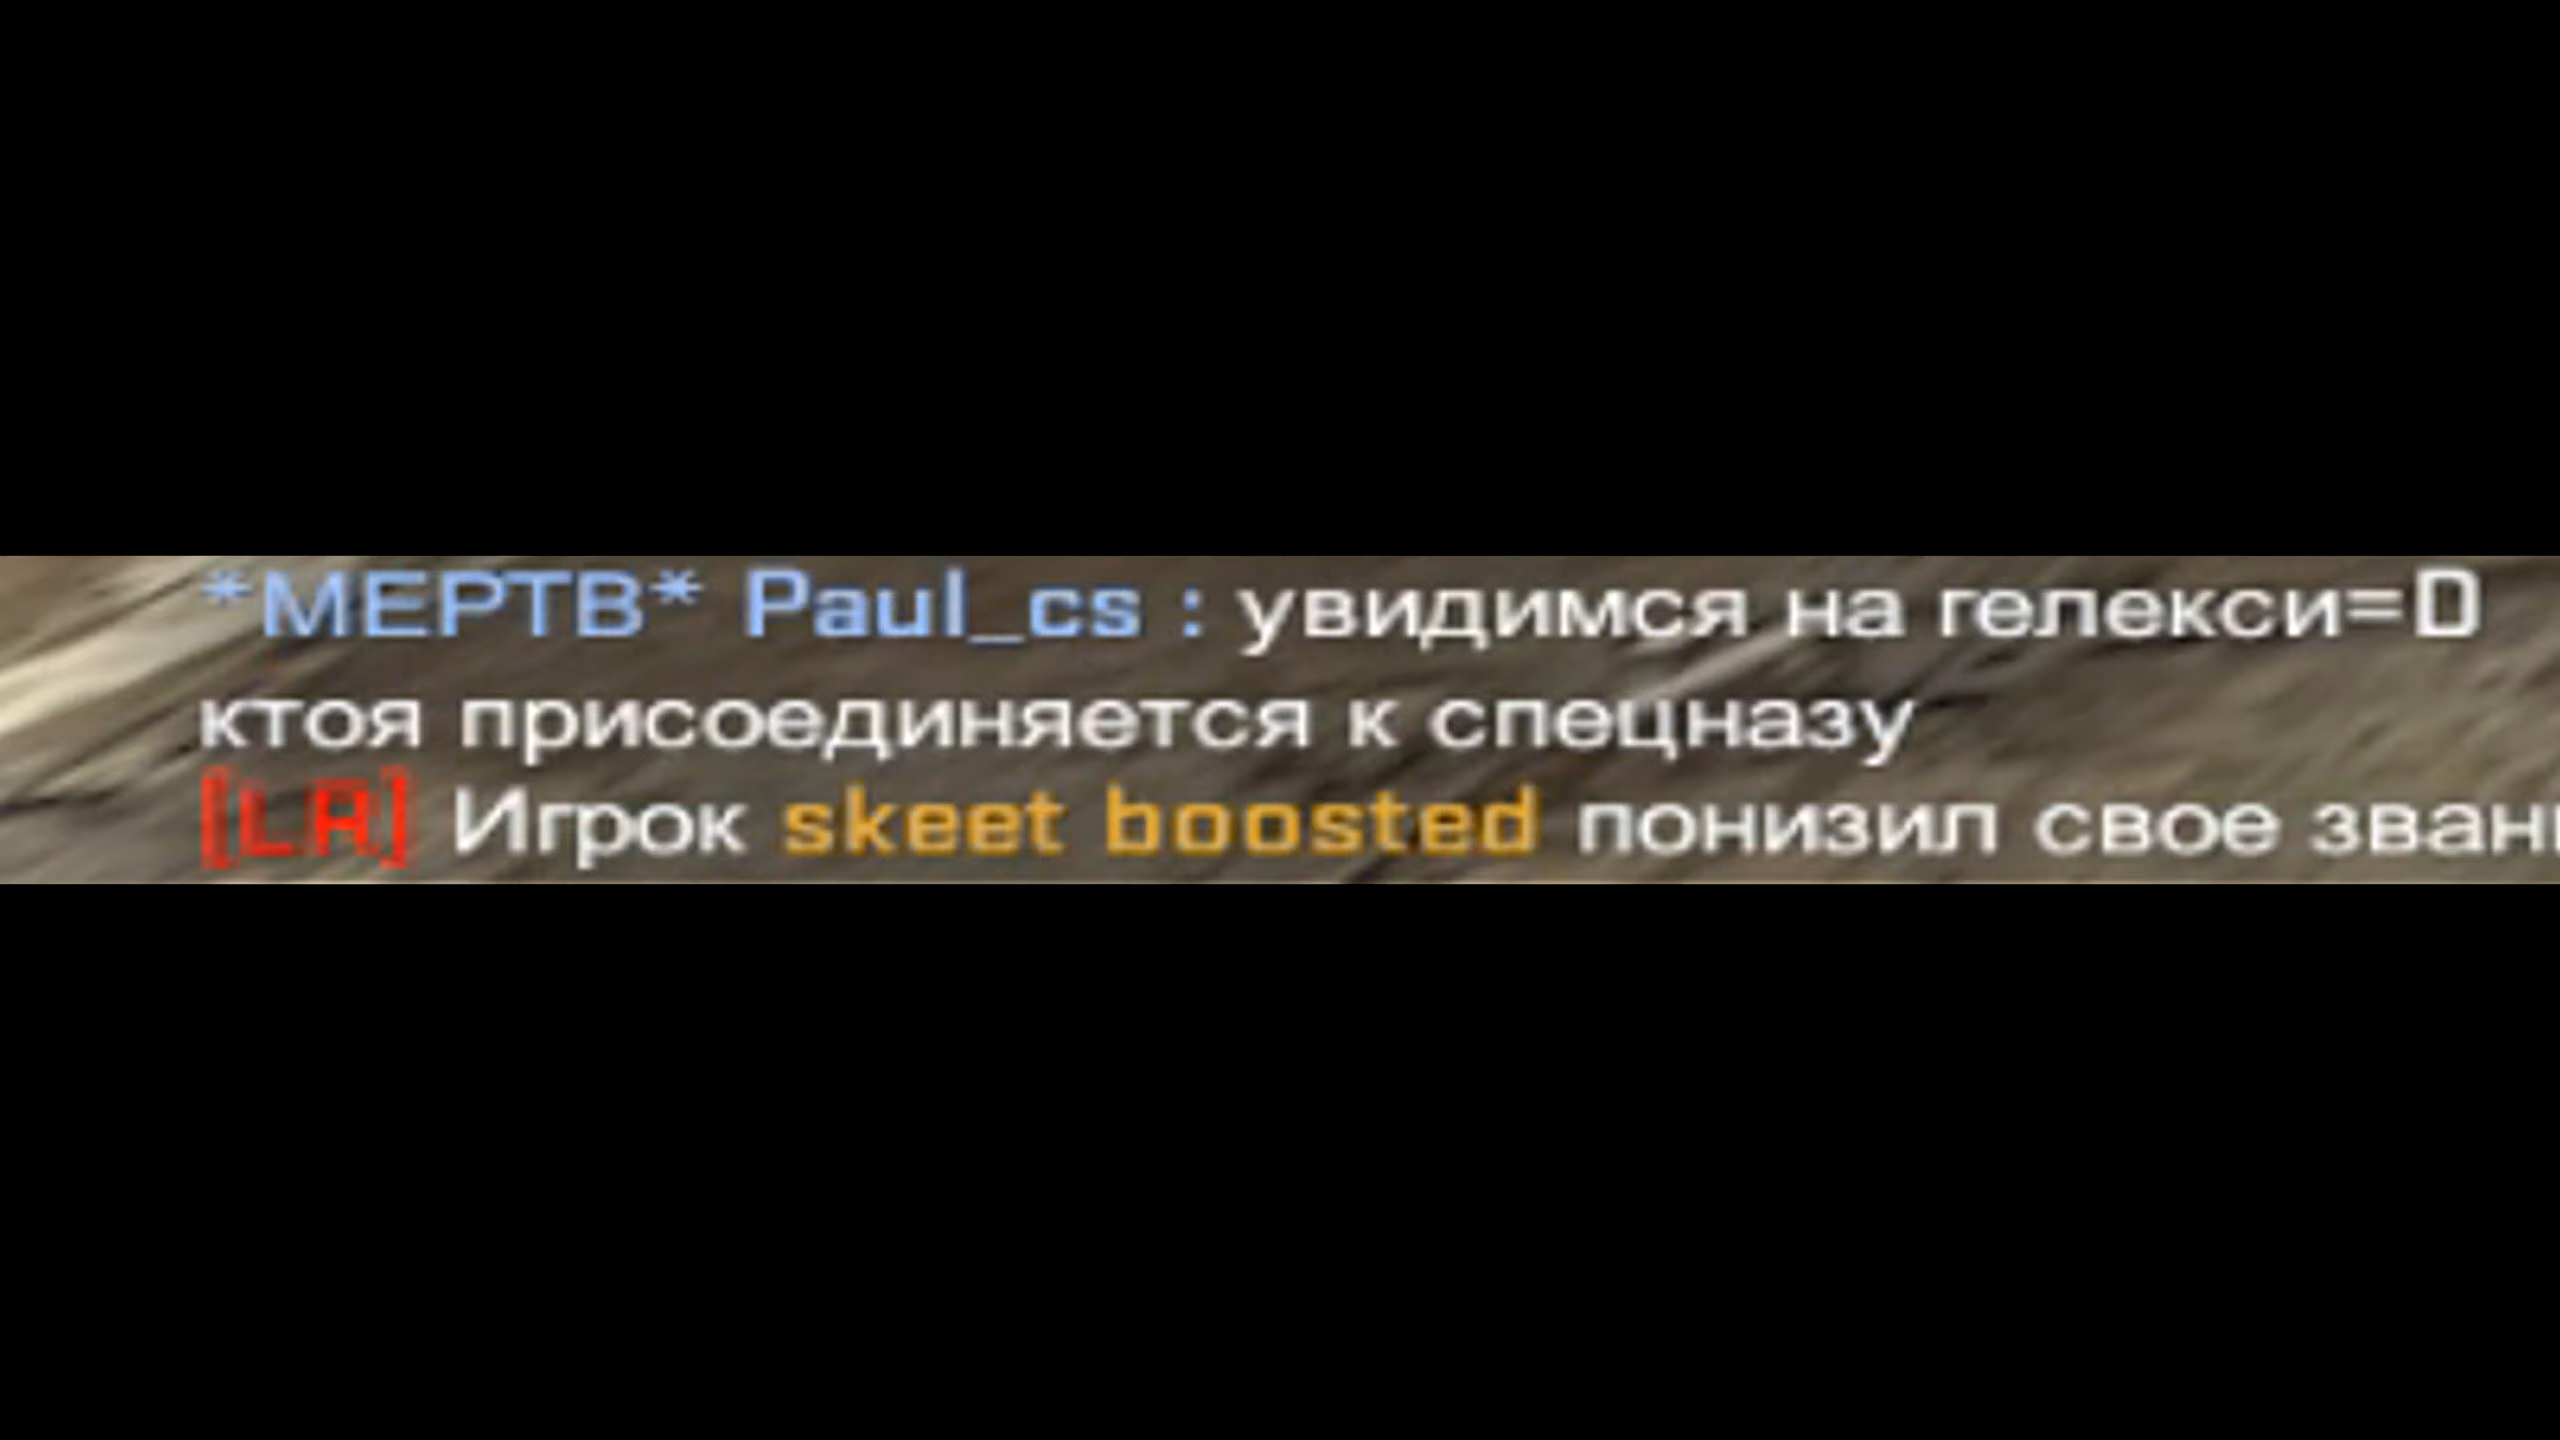 *МЕРТВ* Paul_cs : увидимся на гелекси=D
ктоя присоединяется к спецназу
[LR] Игрок skeet boosted понизил свое